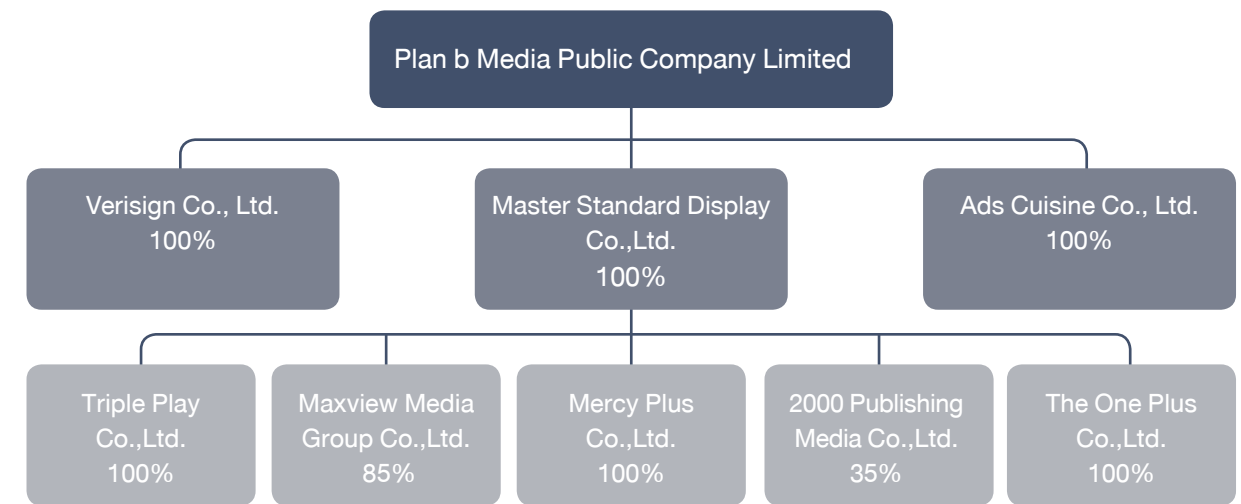 Plan b Media Public Company Limited
Verisign Co., Ltd.
100%
Master Standard Display
Co.,Ltd.
100%
Ads Cuisine Co., Ltd.
100%
Triple Play
Co.,Ltd.
100%
Maxview Media
Group Co.,Ltd.
85%
Mercy Plus
Co.,Ltd.
100%
2000 Publishing
Media Co.,Ltd.
35%
The One Plus
Co.,Ltd.
100%